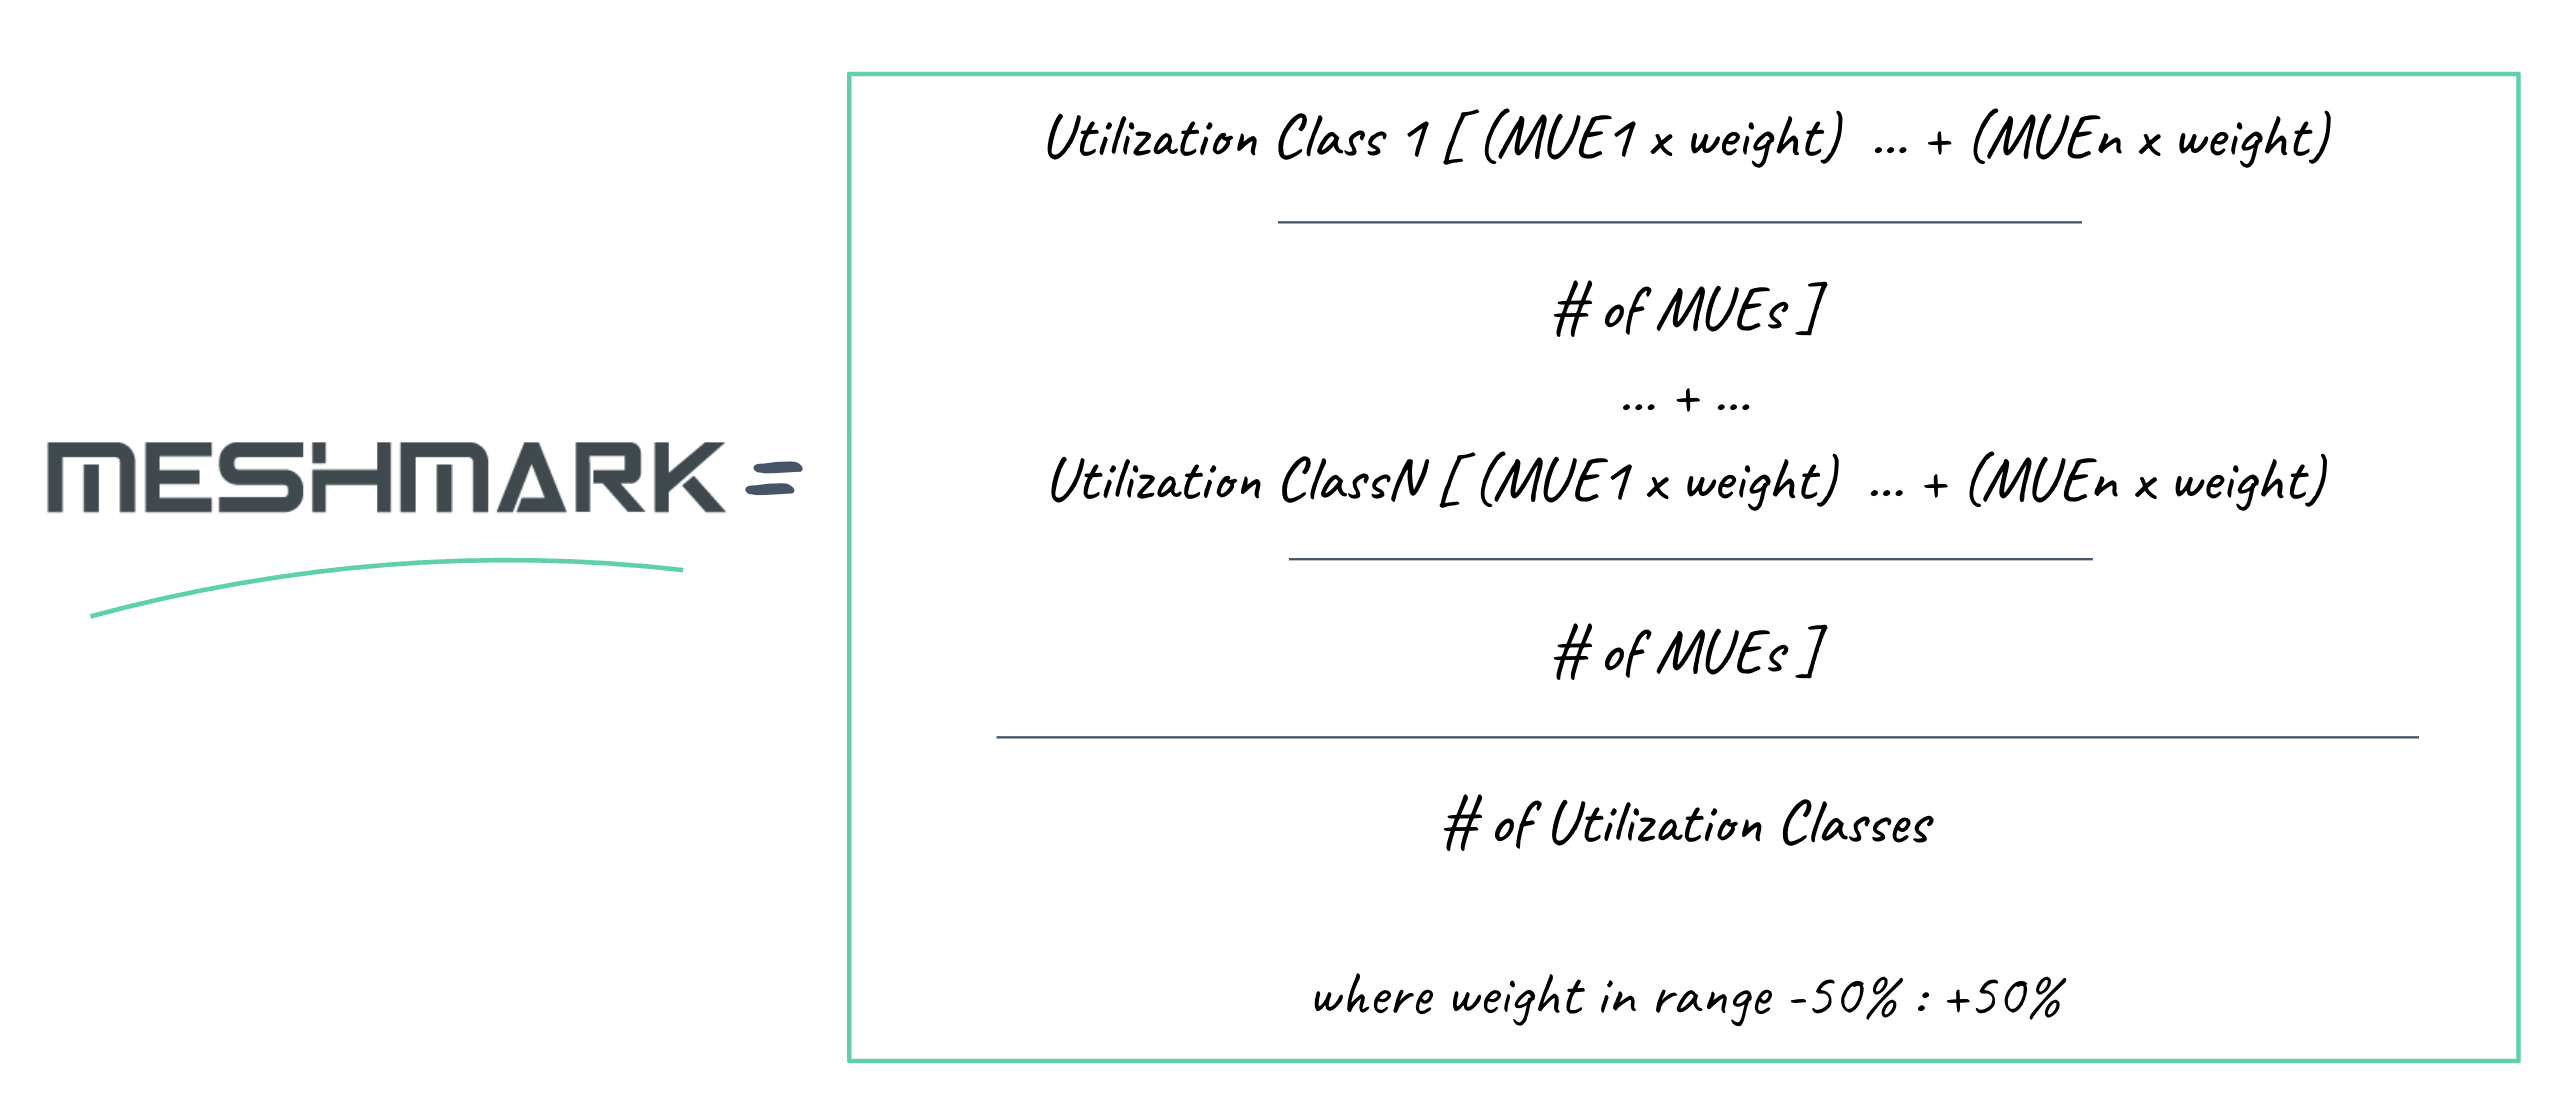 MESHMARK =
Utilization Class 1 [ (MUE1 x weight) ... + (MUEn x weight)
# of MUEs ]
... + ...
Utilization ClassN [ (MUE1 x weight) ... + (MUEn x weight)
# of MUEs ]
# of Utilization Classes
where weight in range -50% : +50%